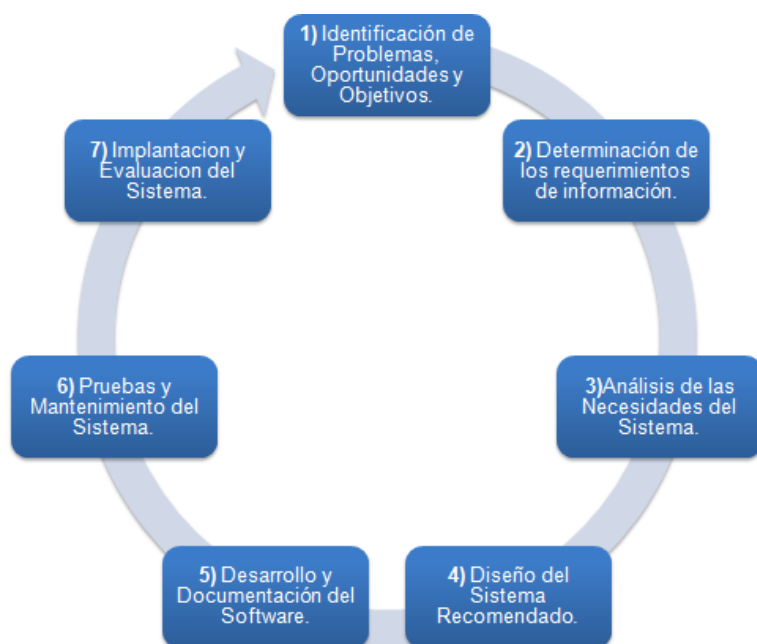 1) Identificación de
Problemas,
Oportunidades y
Objetivos.
2) Determinación de
los requerimientos
de información.
3)Análisis de las
Necesidades del
Sistema.
4) Diseño del
Sistema
Recomendado.
5) Desarrollo y
Documentación del
Software.
6) Pruebas y
Mantenimiento del
Sistema.
7) Implantacion y
Evaluacion del
Sistema.